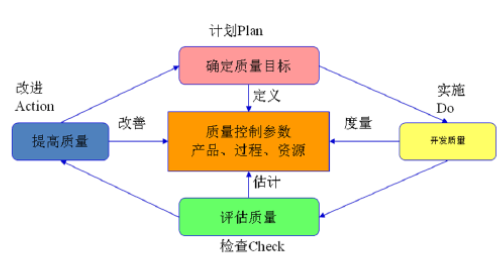 计划Plan
确定质量目标
改进
Action
定义
实施
Do
提高质量
改善
质量控制参数
产品、过程、资源
度量
开发质量
估计
评估质量
检查Check